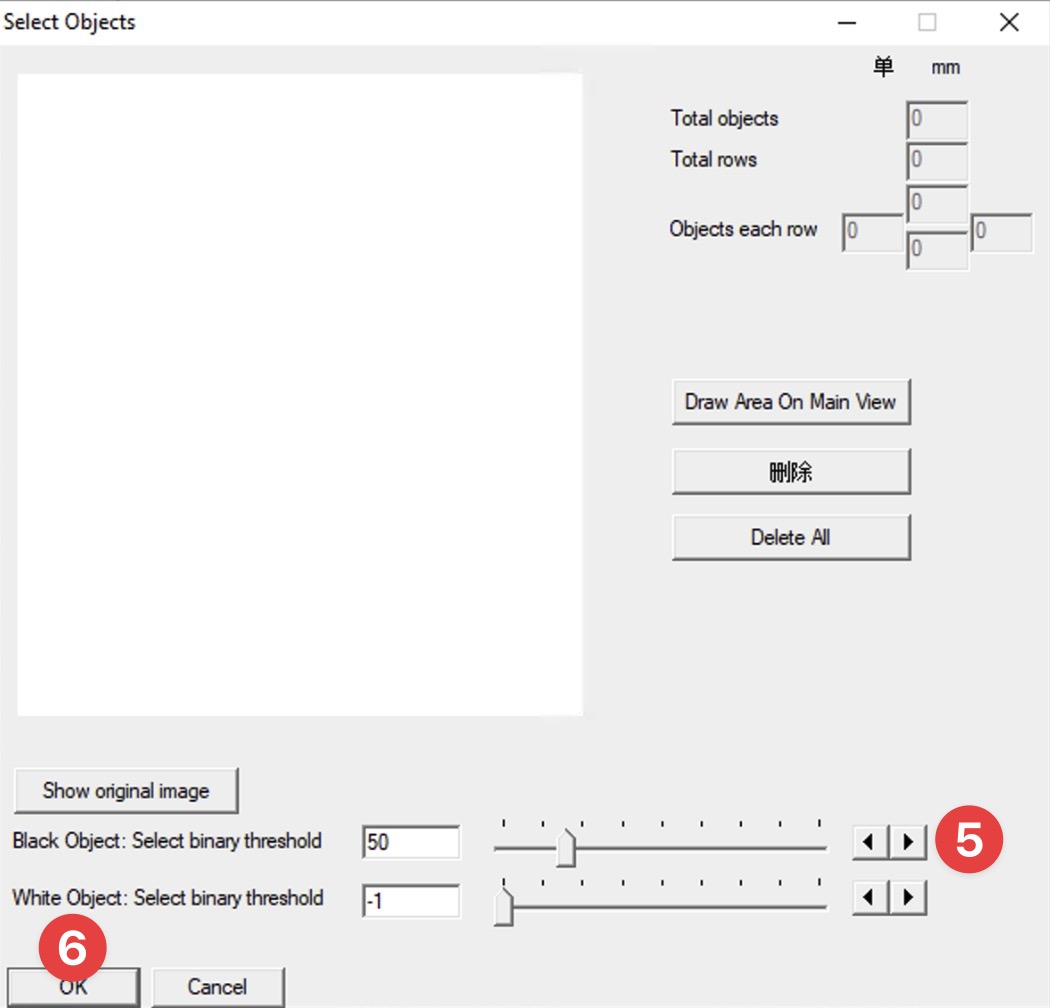 Select Objects
单 mm
Total objects 0
Total rows 0
0
Objects each row 0 0
0
Draw Area On Main View
刪除
Delete All
Show original image
Black Object: Select binary threshold 50 5
White Object: Select binary threshold -1
6
OK Cancel